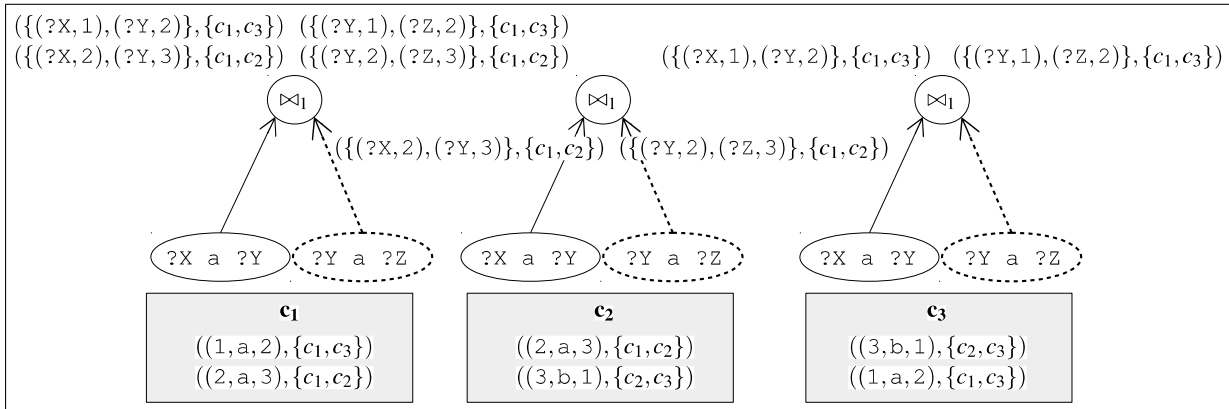 ({(?X,1),(?Y,2)},{c₁,c₃}) ({(?Y,1),(?Z,2)},{c₁,c₃})
({(?X,2),(?Y,3)},{c₁,c₂}) ({(?Y,2),(?Z,3)},{c₁,c₂})
({(?X,1),(?Y,2)},{c₁,c₃}) ({(?Y,1),(?Z,2)},{c₁,c₃})
⋈₁ ⋈₁ ⋈₁
({(?X,2),(?Y,3)},{c₁,c₂}) ({(?Y,2),(?Z,3)},{c₁,c₂})
?X a ?Y ?Y a ?Z ?X a ?Y ?Y a ?Z ?X a ?Y ?Y a ?Z
c₁ c₂ c₃
((1,a,2),{c₁,c₃}) ((2,a,3),{c₁,c₂}) ((3,b,1),{c₂,c₃})
((2,a,3),{c₁,c₂}) ((3,b,1),{c₂,c₃}) ((1,a,2),{c₁,c₃})